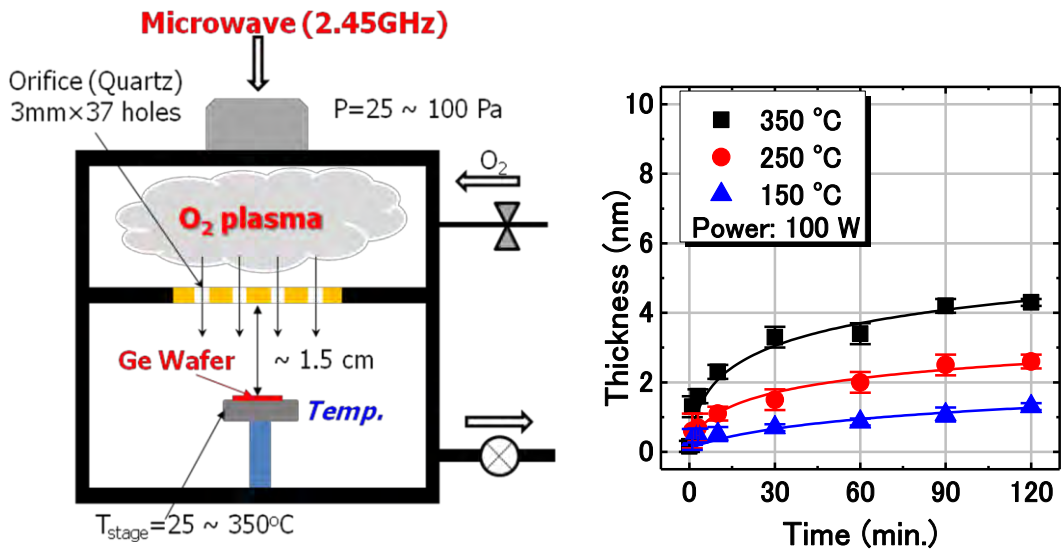 Microwave (2.45GHz)
Orifice (Quartz)
3mm×37 holes
P=25 ~ 100 Pa
O₂
O₂ plasma
Ge Wafer
~ 1.5 cm
Temp.
Tstage=25 ~ 350°C
10
8
6
4
2
0
Thickness (nm)
350 °C
250 °C
150 °C
Power: 100 W
0 30 60 90 120
Time (min.)